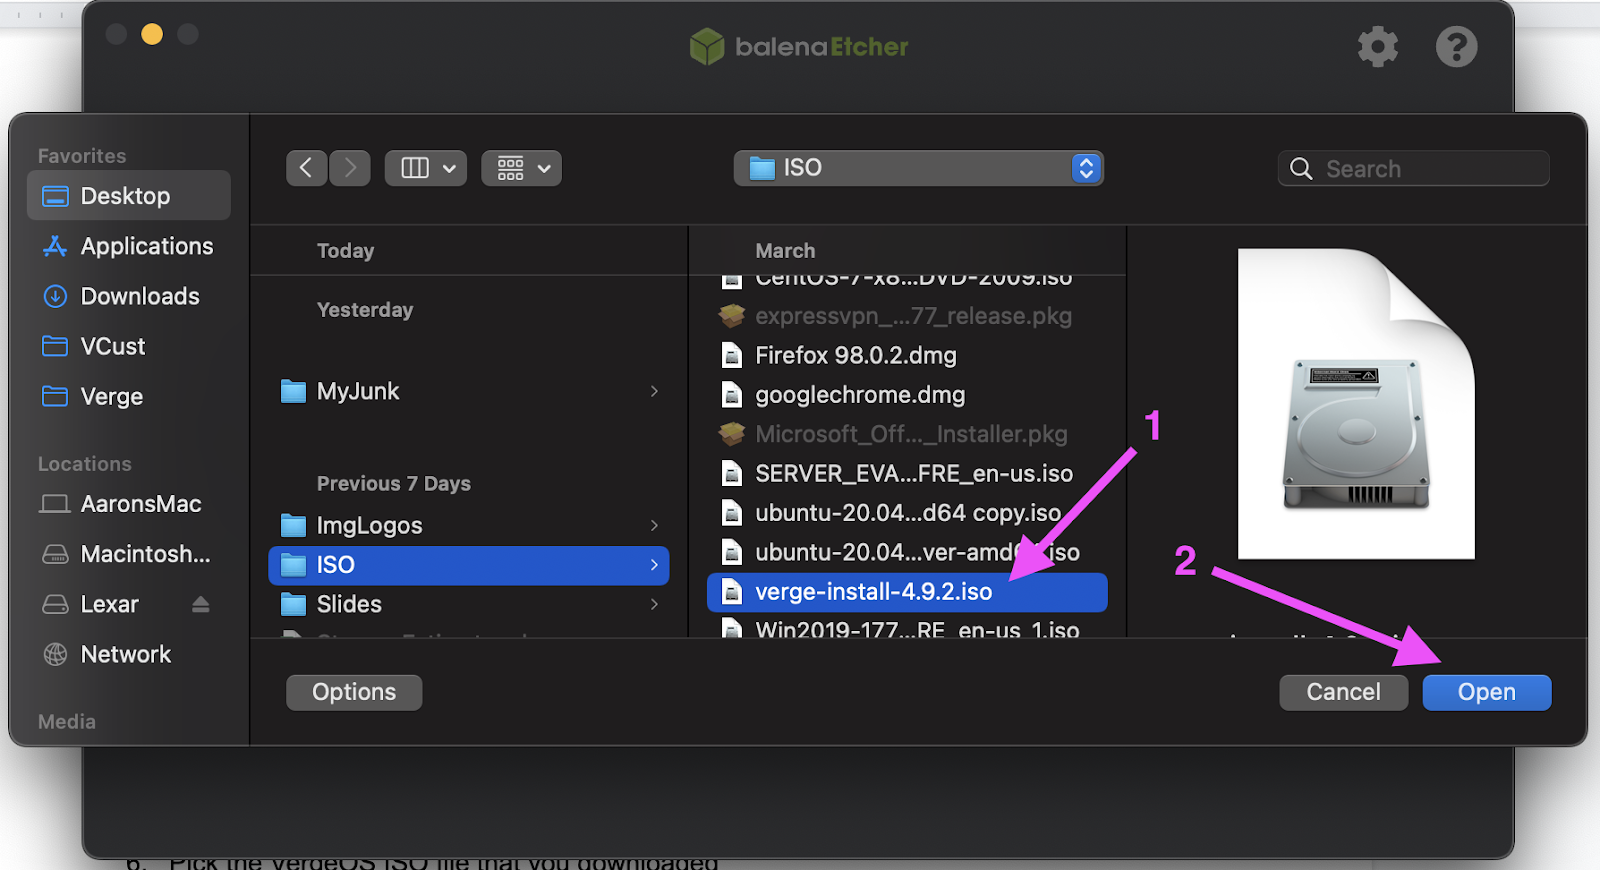 balenaEtcher
Favorites
Desktop
Applications
Downloads
VCust
Verge
Locations
AaronsMac
Macintosh...
Lexar
Network
Media
ISO
Search
Today
Yesterday
MyJunk
Previous 7 Days
ImgLogos
ISO
Slides
March
CentOS-7-x8...DVD-2009.iso
expressvpn_...77_release.pkg
Firefox 98.0.2.dmg
googlechrome.dmg
Microsoft_Off..._Installer.pkg
SERVER_EVA...FRE_en-us.iso
ubuntu-20.04...d64 copy.iso
ubuntu-20.04...ver-amd64.iso
verge-install-4.9.2.iso
Win2019-177...RE_en-us_1.iso
1
2
Options
Cancel
Open
6. Pick the VergeOS ISO file that you downloaded